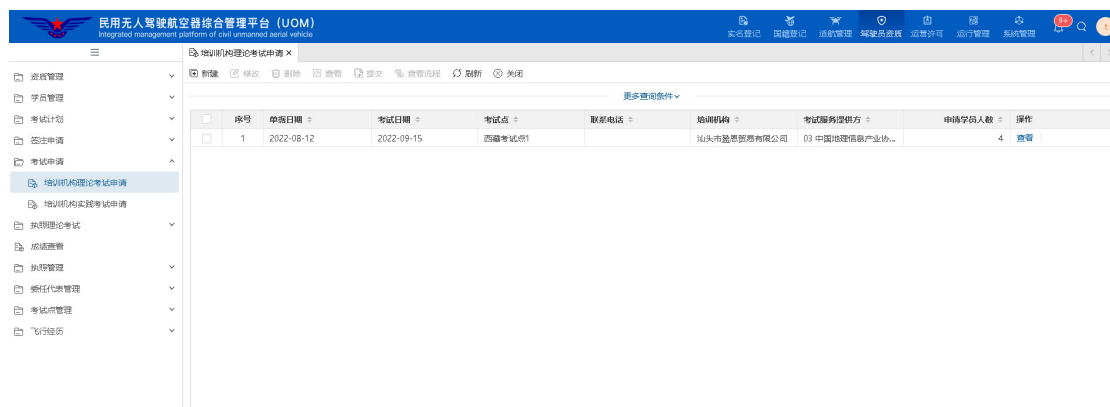 民用无人驾驶航空器综合管理平台（UOM）
Integrated management platform of civil unmanned aerial vehicle
实名登记 国籍登记 适航管理 驾驶员资质 运营许可 运行管理 系统管理 9+ t
培训机构理论考试申请 ×
资质管理
学员管理
考试计划
签注申请
考试申请
培训机构理论考试申请
培训机构实践考试申请
执照理论考试
成绩查看
执照管理
委任代表管理
考试点管理
飞行经历
新建 修改 删除 查看 提交 查看流程 刷新 关闭
更多查询条件
序号 单据日期 考试日期 考试点 联系电话 培训机构 考试服务提供方 申请学员人数 操作
1 2022-08-12 2022-09-15 西藏考试点1 汕头市盈恩贸易有限公司 03 中国地理信息产业协... 4 查看